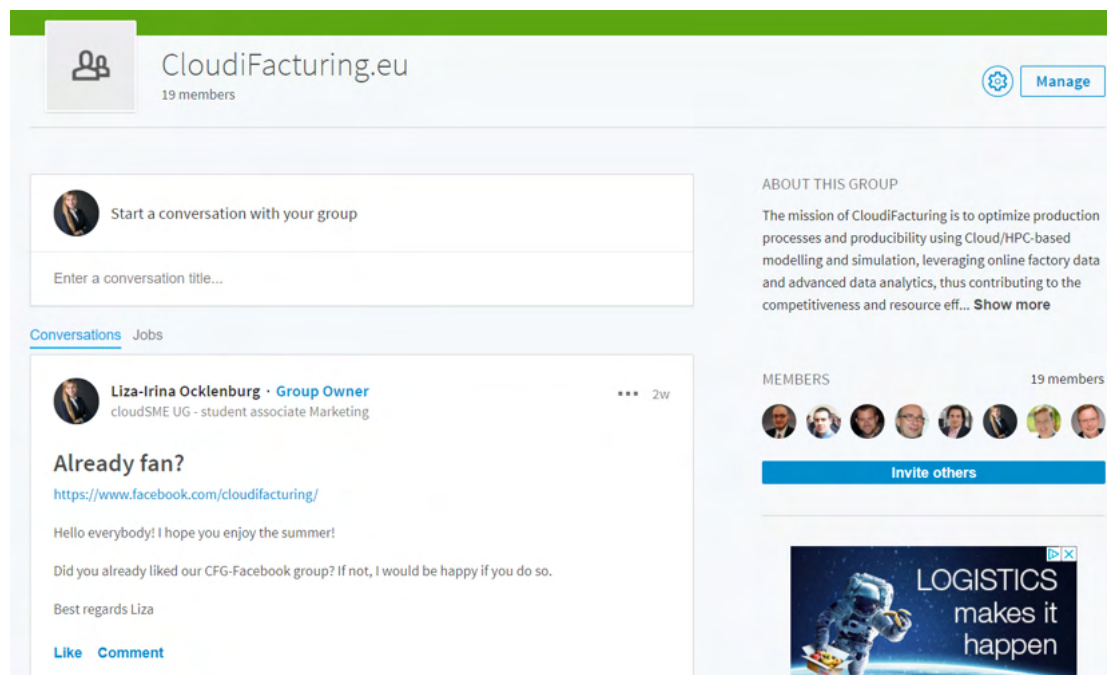 CloudiFacturing.eu
19 members
Manage
Start a conversation with your group
Enter a conversation title...
Conversations Jobs
Liza-Irina Ocklenburg · Group Owner
cloudSME UG - student associate Marketing
2w
Already fan?
https://www.facebook.com/cloudifacturing/
Hello everybody! I hope you enjoy the summer!
Did you already liked our CFG-Facebook group? If not, I would be happy if you do so.
Best regards Liza
Like Comment
ABOUT THIS GROUP
The mission of CloudiFacturing is to optimize production
processes and producibility using Cloud/HPC-based
modelling and simulation, leveraging online factory data
and advanced data analytics, thus contributing to the
competitiveness and resource eff... Show more
MEMBERS 19 members
Invite others
LOGISTICS
makes it
happen